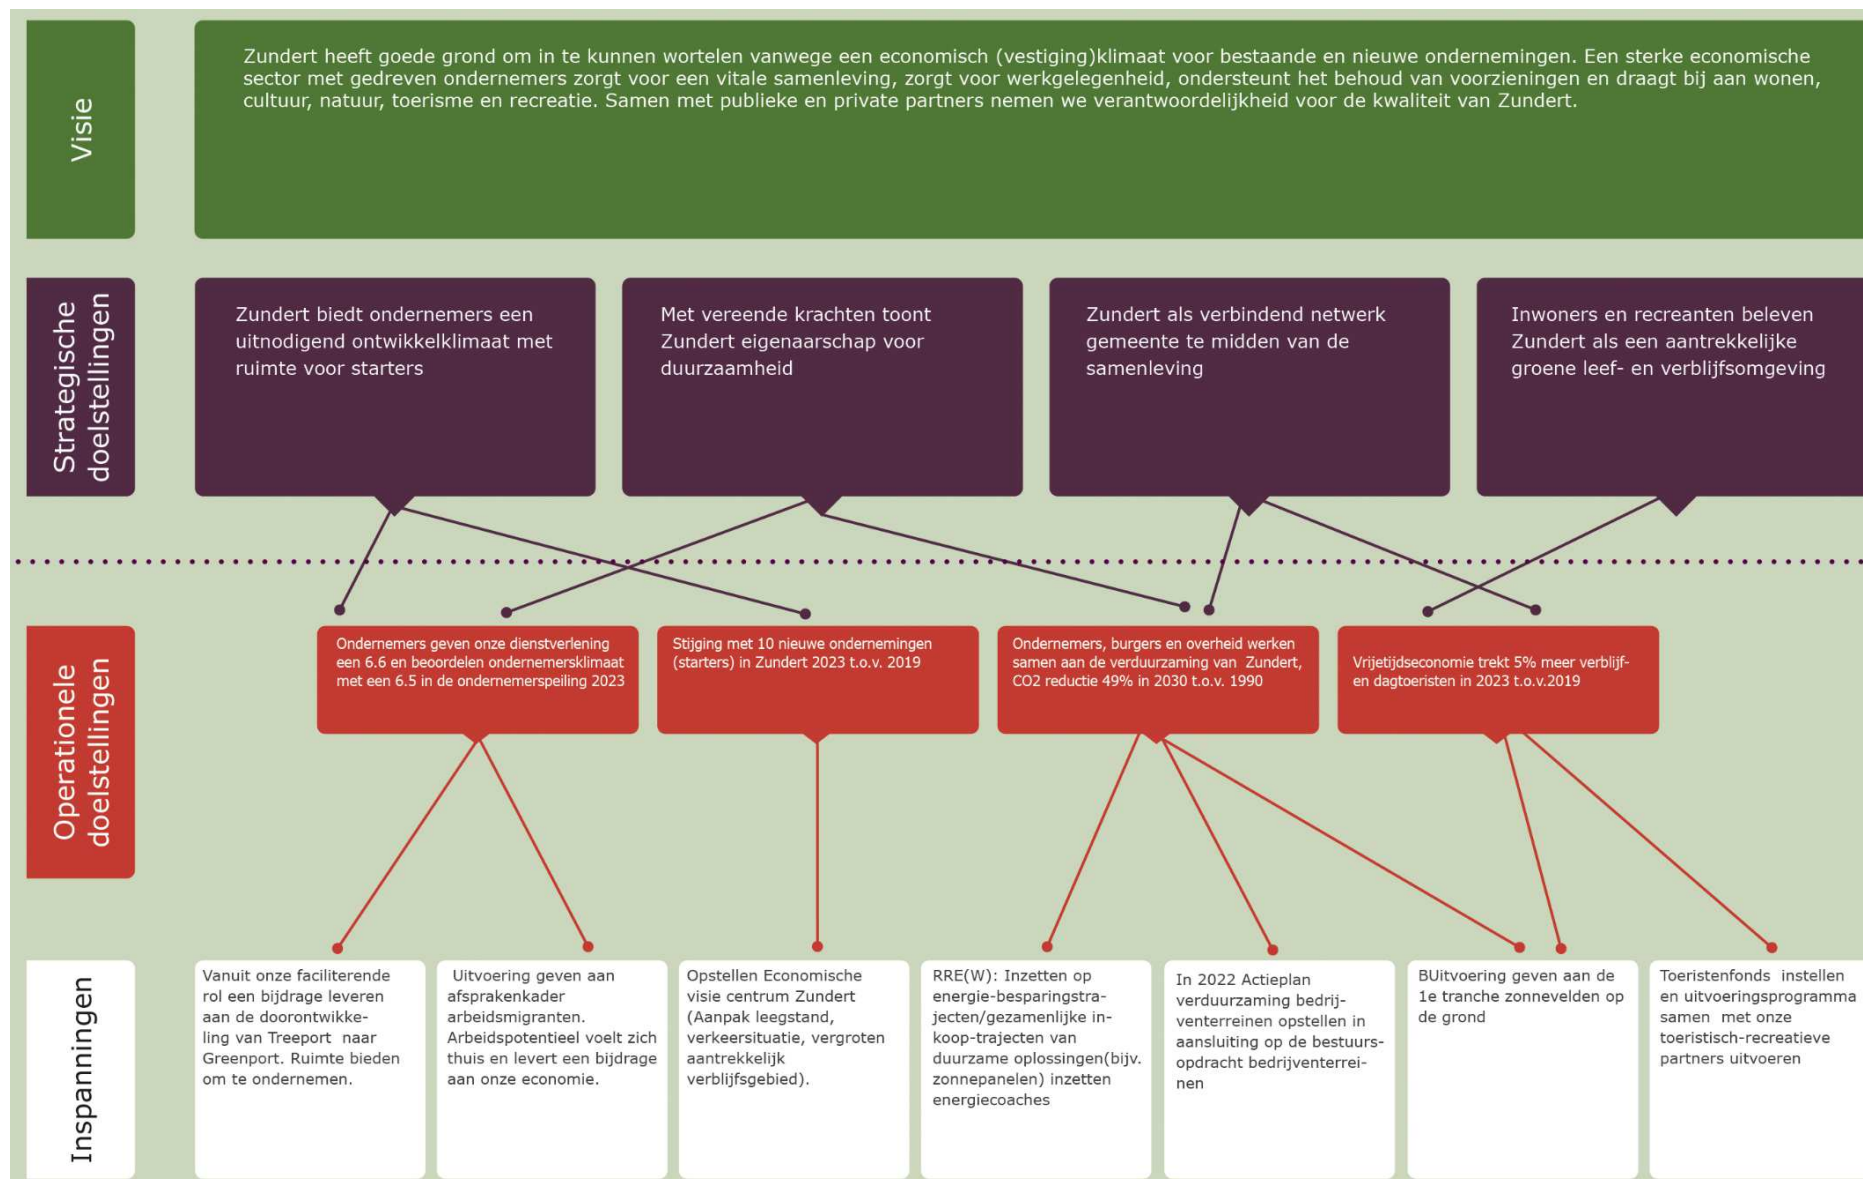 Visie
Zundert heeft goede grond om in te kunnen wortelen vanwege een economisch (vestiging)klimaat voor bestaande en nieuwe ondernemingen. Een sterke economische
sector met gedreven ondernemers zorgt voor een vitale samenleving, zorgt voor werkgelegenheid, ondersteunt het behoud van voorzieningen en draagt bij aan wonen,
cultuur, natuur, toerisme en recreatie. Samen met publieke en private partners nemen we verantwoordelijkheid voor de kwaliteit van Zundert.
Strategische
doelstellingen
Zundert biedt ondernemers een
uitnodigend ontwikkelklimaat met
ruimte voor starters
Met vereende krachten toont
Zundert eigenaarschap voor
duurzaamheid
Zundert als verbindend netwerk
gemeente te midden van de
samenleving
Inwoners en recreanten beleven
Zundert als een aantrekkelijke
groene leef- en verblijfsomgeving
Operationele
doelstellingen
Ondernemers geven onze dienstverlening
een 6.6 en beoordelen ondernemersklimaat
met een 6.5 in de ondernemerspeiling 2023
Stijging met 10 nieuwe ondernemingen
(starters) in Zundert 2023 t.o.v. 2019
Ondernemers, burgers en overheid werken
samen aan de verduurzaming van  Zundert,
CO2 reductie 49% in 2030 t.o.v. 1990
Vrijetijdseconomie trekt 5% meer verblijf-
en dagtoeristen in 2023 t.o.v.2019
Inspanningen
Vanuit onze faciliterende
rol een bijdrage leveren
aan de doorontwikke-
ling van Treeport  naar
Greenport. Ruimte bieden
om te ondernemen.
Uitvoering geven aan
afsprakenkader
arbeidsmigranten.
Arbeidspotentieel voelt zich
thuis en levert een bijdrage
aan onze economie.
Opstellen Economische
visie centrum Zundert
(Aanpak leegstand,
verkeersituatie, vergroten
aantrekkelijk
verblijfsgebied).
RRE(W): Inzetten op
energie-besparingstra-
jecten/gezamenlijke in-
koop-trajecten van
duurzame oplossingen(bijv.
zonnepanelen) inzetten
energiecoaches
In 2022 Actieplan
verduurzaming bedrij-
venterreinen opstellen in
aansluiting op de bestuurs-
opdracht bedrijventerrei-
nen
BUitvoering geven aan de
1e tranche zonnevelden op
de grond
Toeristenfonds  instellen
en uitvoeringsprogramma
samen  met onze
toeristisch-recreatieve
partners uitvoeren